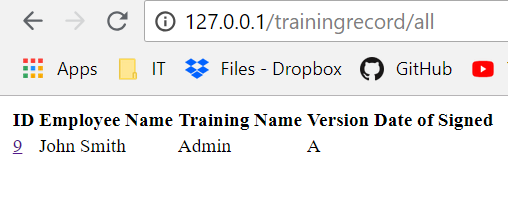 127.0.0.1/trainingrecord/all
Apps IT Files - Dropbox GitHub
ID Employee Name Training Name Version Date of Signed
9 John Smith Admin A